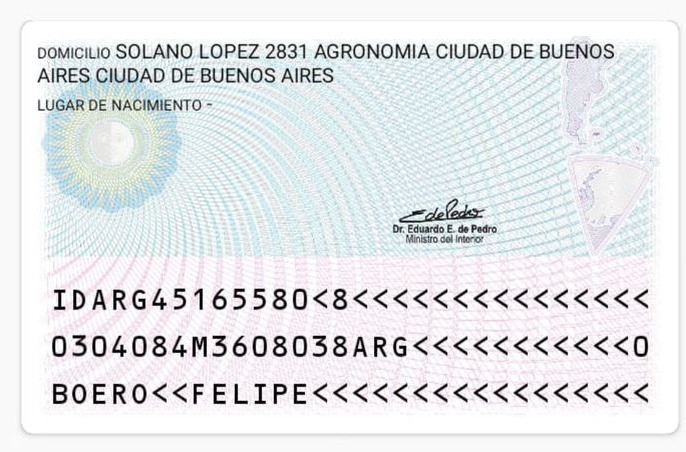 DOMICILIO SOLANO LOPEZ 2831 AGRONOMIA CIUDAD DE BUENOS
AIRES CIUDAD DE BUENOS AIRES
LUGAR DE NACIMIENTO -
EdePedro
Dr. Eduardo E. de Pedro
Ministro del Interior
IDARG45165580<8<<<<<<<<<<<<<<<
0304084M3608038ARG<<<<<<<<<<<0
BOERO<<FELIPE<<<<<<<<<<<<<<<<<